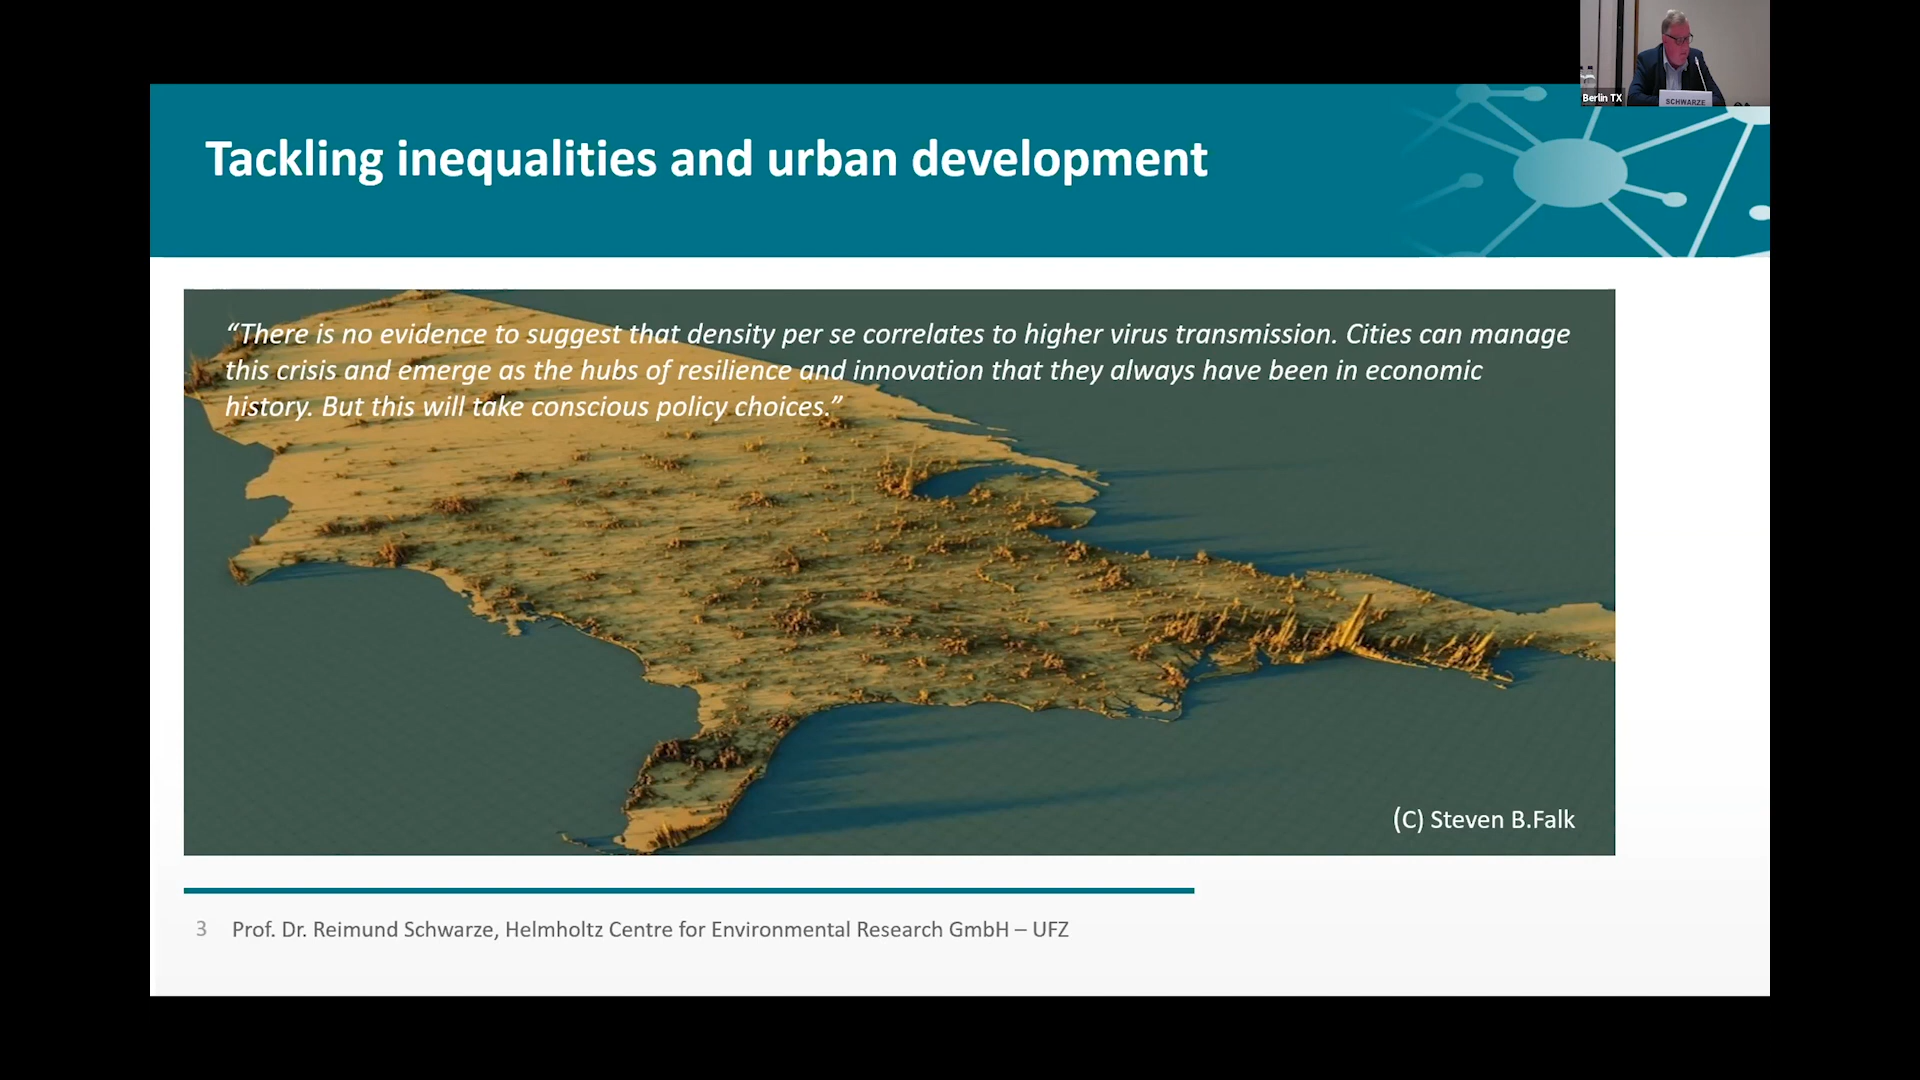 Berlin TX
SCHWARZE
Tackling inequalities and urban development
“There is no evidence to suggest that density per se correlates to higher virus transmission. Cities can manage
this crisis and emerge as the hubs of resilience and innovation that they always have been in economic
history. But this will take conscious policy choices.”
(C) Steven B.Falk
3 Prof. Dr. Reimund Schwarze, Helmholtz Centre for Environmental Research GmbH – UFZ